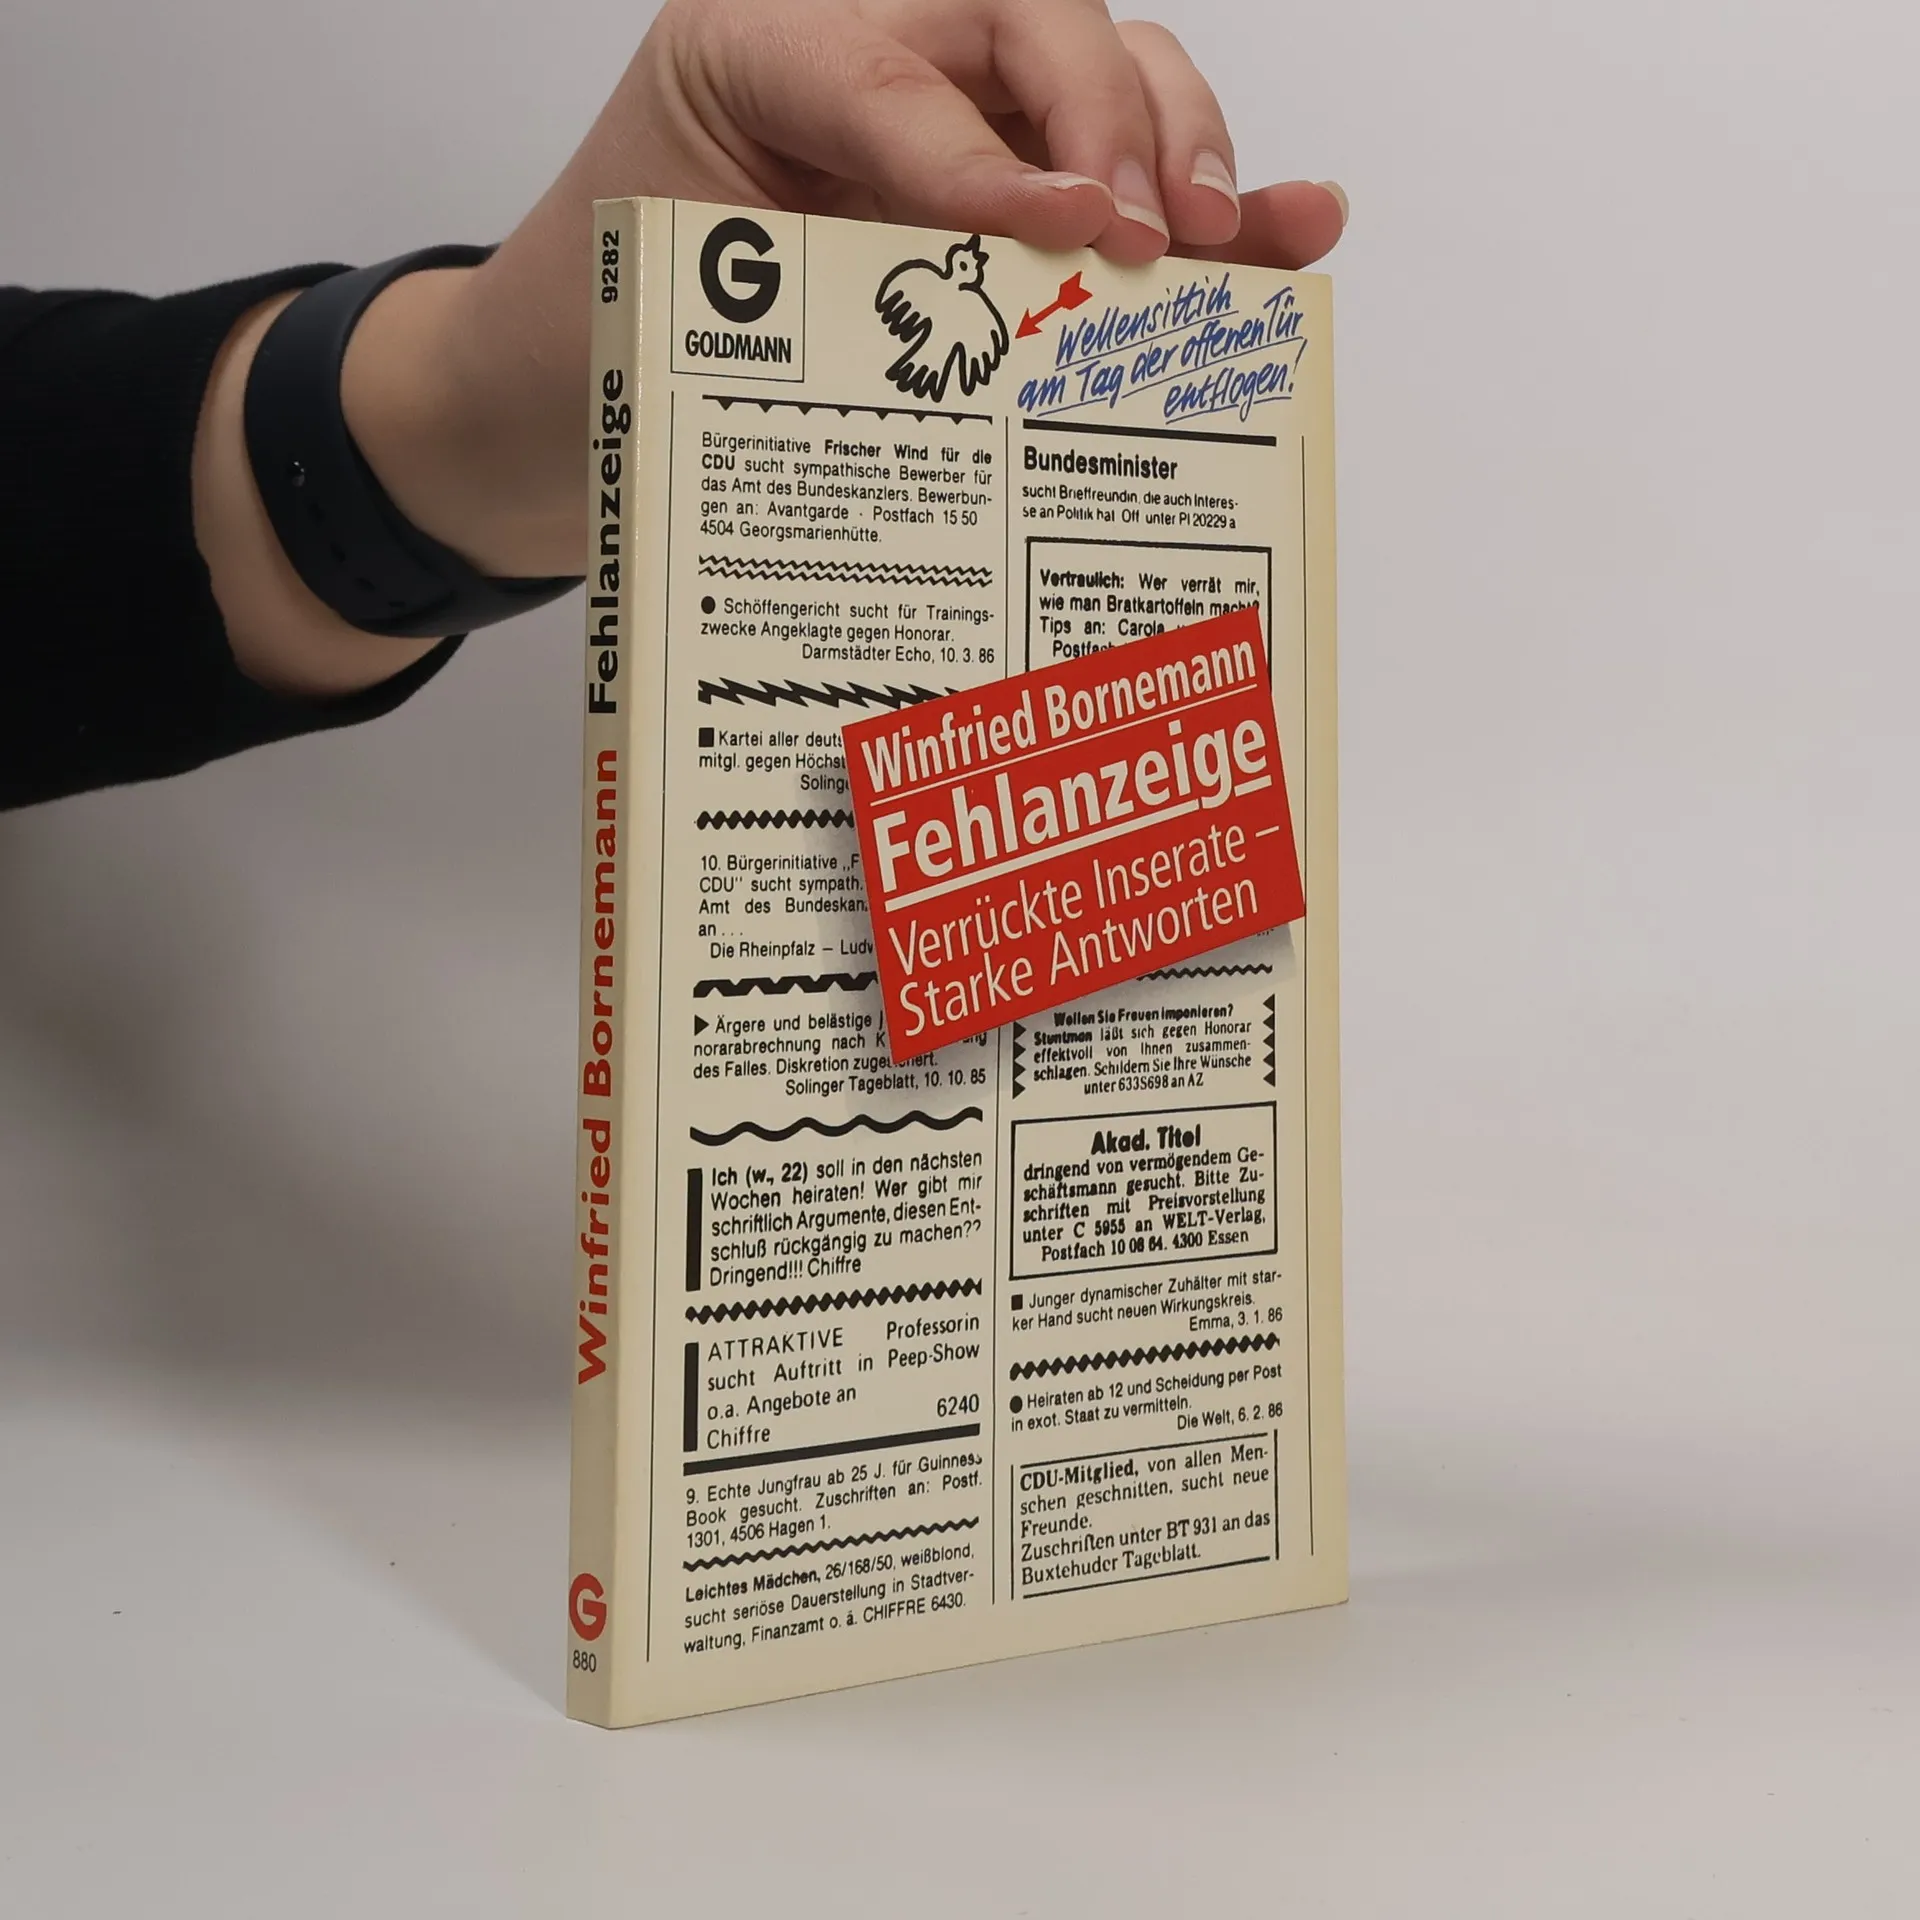 9282
Fehlanzeige
Winfried Bornemann
G
880
G
GOLDMANN
Wellensittich
am Tag der offenen Tür
entflogen!
Bürgerinitiative Frischer Wind für die
CDU sucht sympathische Bewerber für
das Amt des Bundeskanzlers. Bewerbun-
gen an: Avantgarde · Postfach 15 50
4504 Georgsmarienhütte.
● Schöffengericht sucht für Trainings-
zwecke Angeklagte gegen Honorar.
Darmstädter Echo, 10. 3. 86
Kartei aller
mitgl. gegen
10. Bürgerinitiative
CDU" sucht sympath.
Amt des
an . . .
Die Rheinpfalz –
Ärgere und belästige
norarabrechnung nach
des Falles. Diskretion
Solinger Tageblatt, 10. 10. 85
Ich (w., 22) soll in den nächsten
Wochen heiraten! Wer gibt mir
schriftlich Argumente, diesen Ent-
schluß rückgängig zu machen??
Dringend!!! Chiffre
ATTRAKTIVE Professorin
sucht Auftritt in Peep-Show
o.a. Angebote an
Chiffre 6240
9. Echte Jungfrau ab 25 J. für Guinness
Book gesucht. Zuschriften an: Postf.
1301, 4506 Hagen 1.
Leichtes Mädchen, 26/168/50, weißblond,
sucht seriöse Dauerstellung in Stadtver-
waltung, Finanzamt o. ä. CHIFFRE 6430.
Bundesminister
sucht Brieffreundin, die auch Interes-
se an Politik hat. Off. unter PI 20229 a
Vertraulich: Wer verrät mir,
wie man Bratkartoffeln macht?
Tips an: Carola
Winfried Bornemann
Fehlanzeige
Verrückte Inserate –
Starke Antworten
Wollen Sie Frauen imponieren?
Stuntman läßt sich gegen Honorar
effektvoll von Ihnen zusammen-
schlagen. Schildern Sie Ihre Wünsche
unter 633S698 an AZ
Akad. Titel
dringend von vermögendem Ge-
schäftsmann gesucht. Bitte Zu-
schriften mit Preisvorstellung
unter C 5955 an WELT-Verlag,
Postfach 10 08 64. 4300 Essen
Junger dynamischer Zuhälter mit star-
ker Hand sucht neuen Wirkungskreis.
Emma, 3. 1. 86
● Heiraten ab 12 und Scheidung per Post
in exot. Staat zu vermitteln.
Die Welt, 6. 2. 86
CDU-Mitglied, von allen Men-
schen geschnitten, sucht neue
Freunde.
Zuschriften unter BT 931 an das
Buxtehuder Tageblatt.